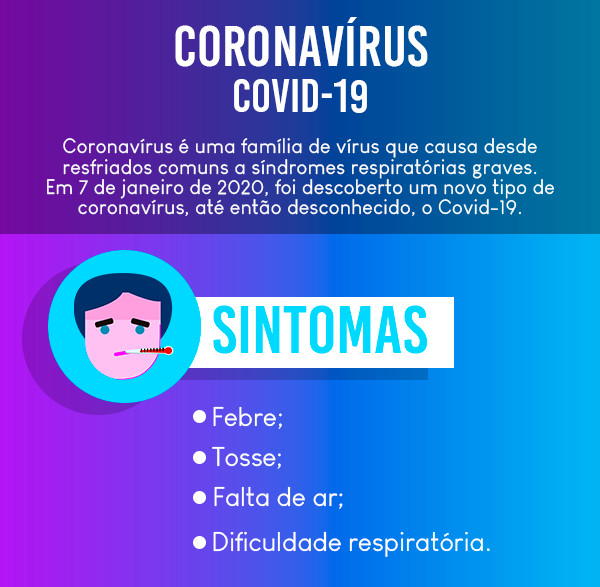 CORONAVÍRUS
COVID-19
Coronavírus é uma família de vírus que causa desde
resfriados comuns a síndromes respiratórias graves.
Em 7 de janeiro de 2020, foi descoberto um novo tipo de
coronavírus, até então desconhecido, o Covid-19.
SINTOMAS
Febre;
Tosse;
Falta de ar;
Dificuldade respiratória.